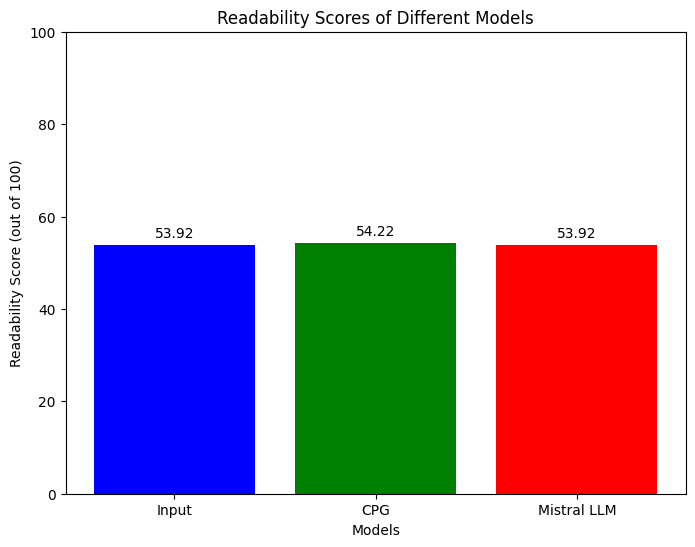 Readability Scores of Different Models
Readability Score (out of 100)
100
80
60
40
20
0
53.92
54.22
53.92
Input
CPG
Mistral LLM
Models